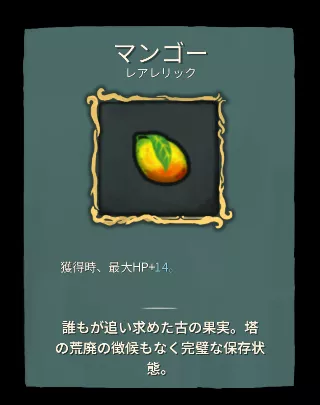 マンゴー
レアレリック
獲得時、最大HP+14。
誰もが追い求めた古の果実。塔
の荒廃の徴候もなく完璧な保存状
態。